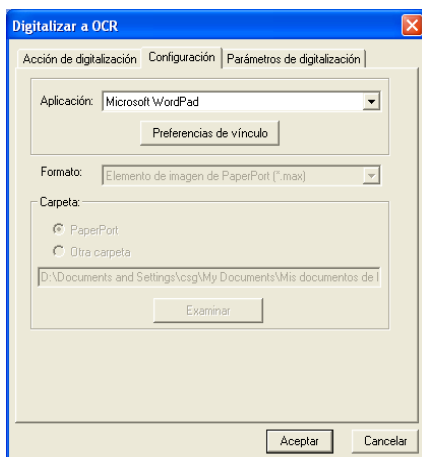 Digitalizar a OCR
Acción de digitalización Configuración Parámetros de digitalización
Aplicación: Microsoft WordPad
Preferencias de vínculo
Formato: Elemento de imagen de PaperPort (*.max)
Carpeta:
PaperPort
Otra carpeta
D:\Documents and Settings\csg\My Documents\Mis documentos de
Examinar
Aceptar Cancelar